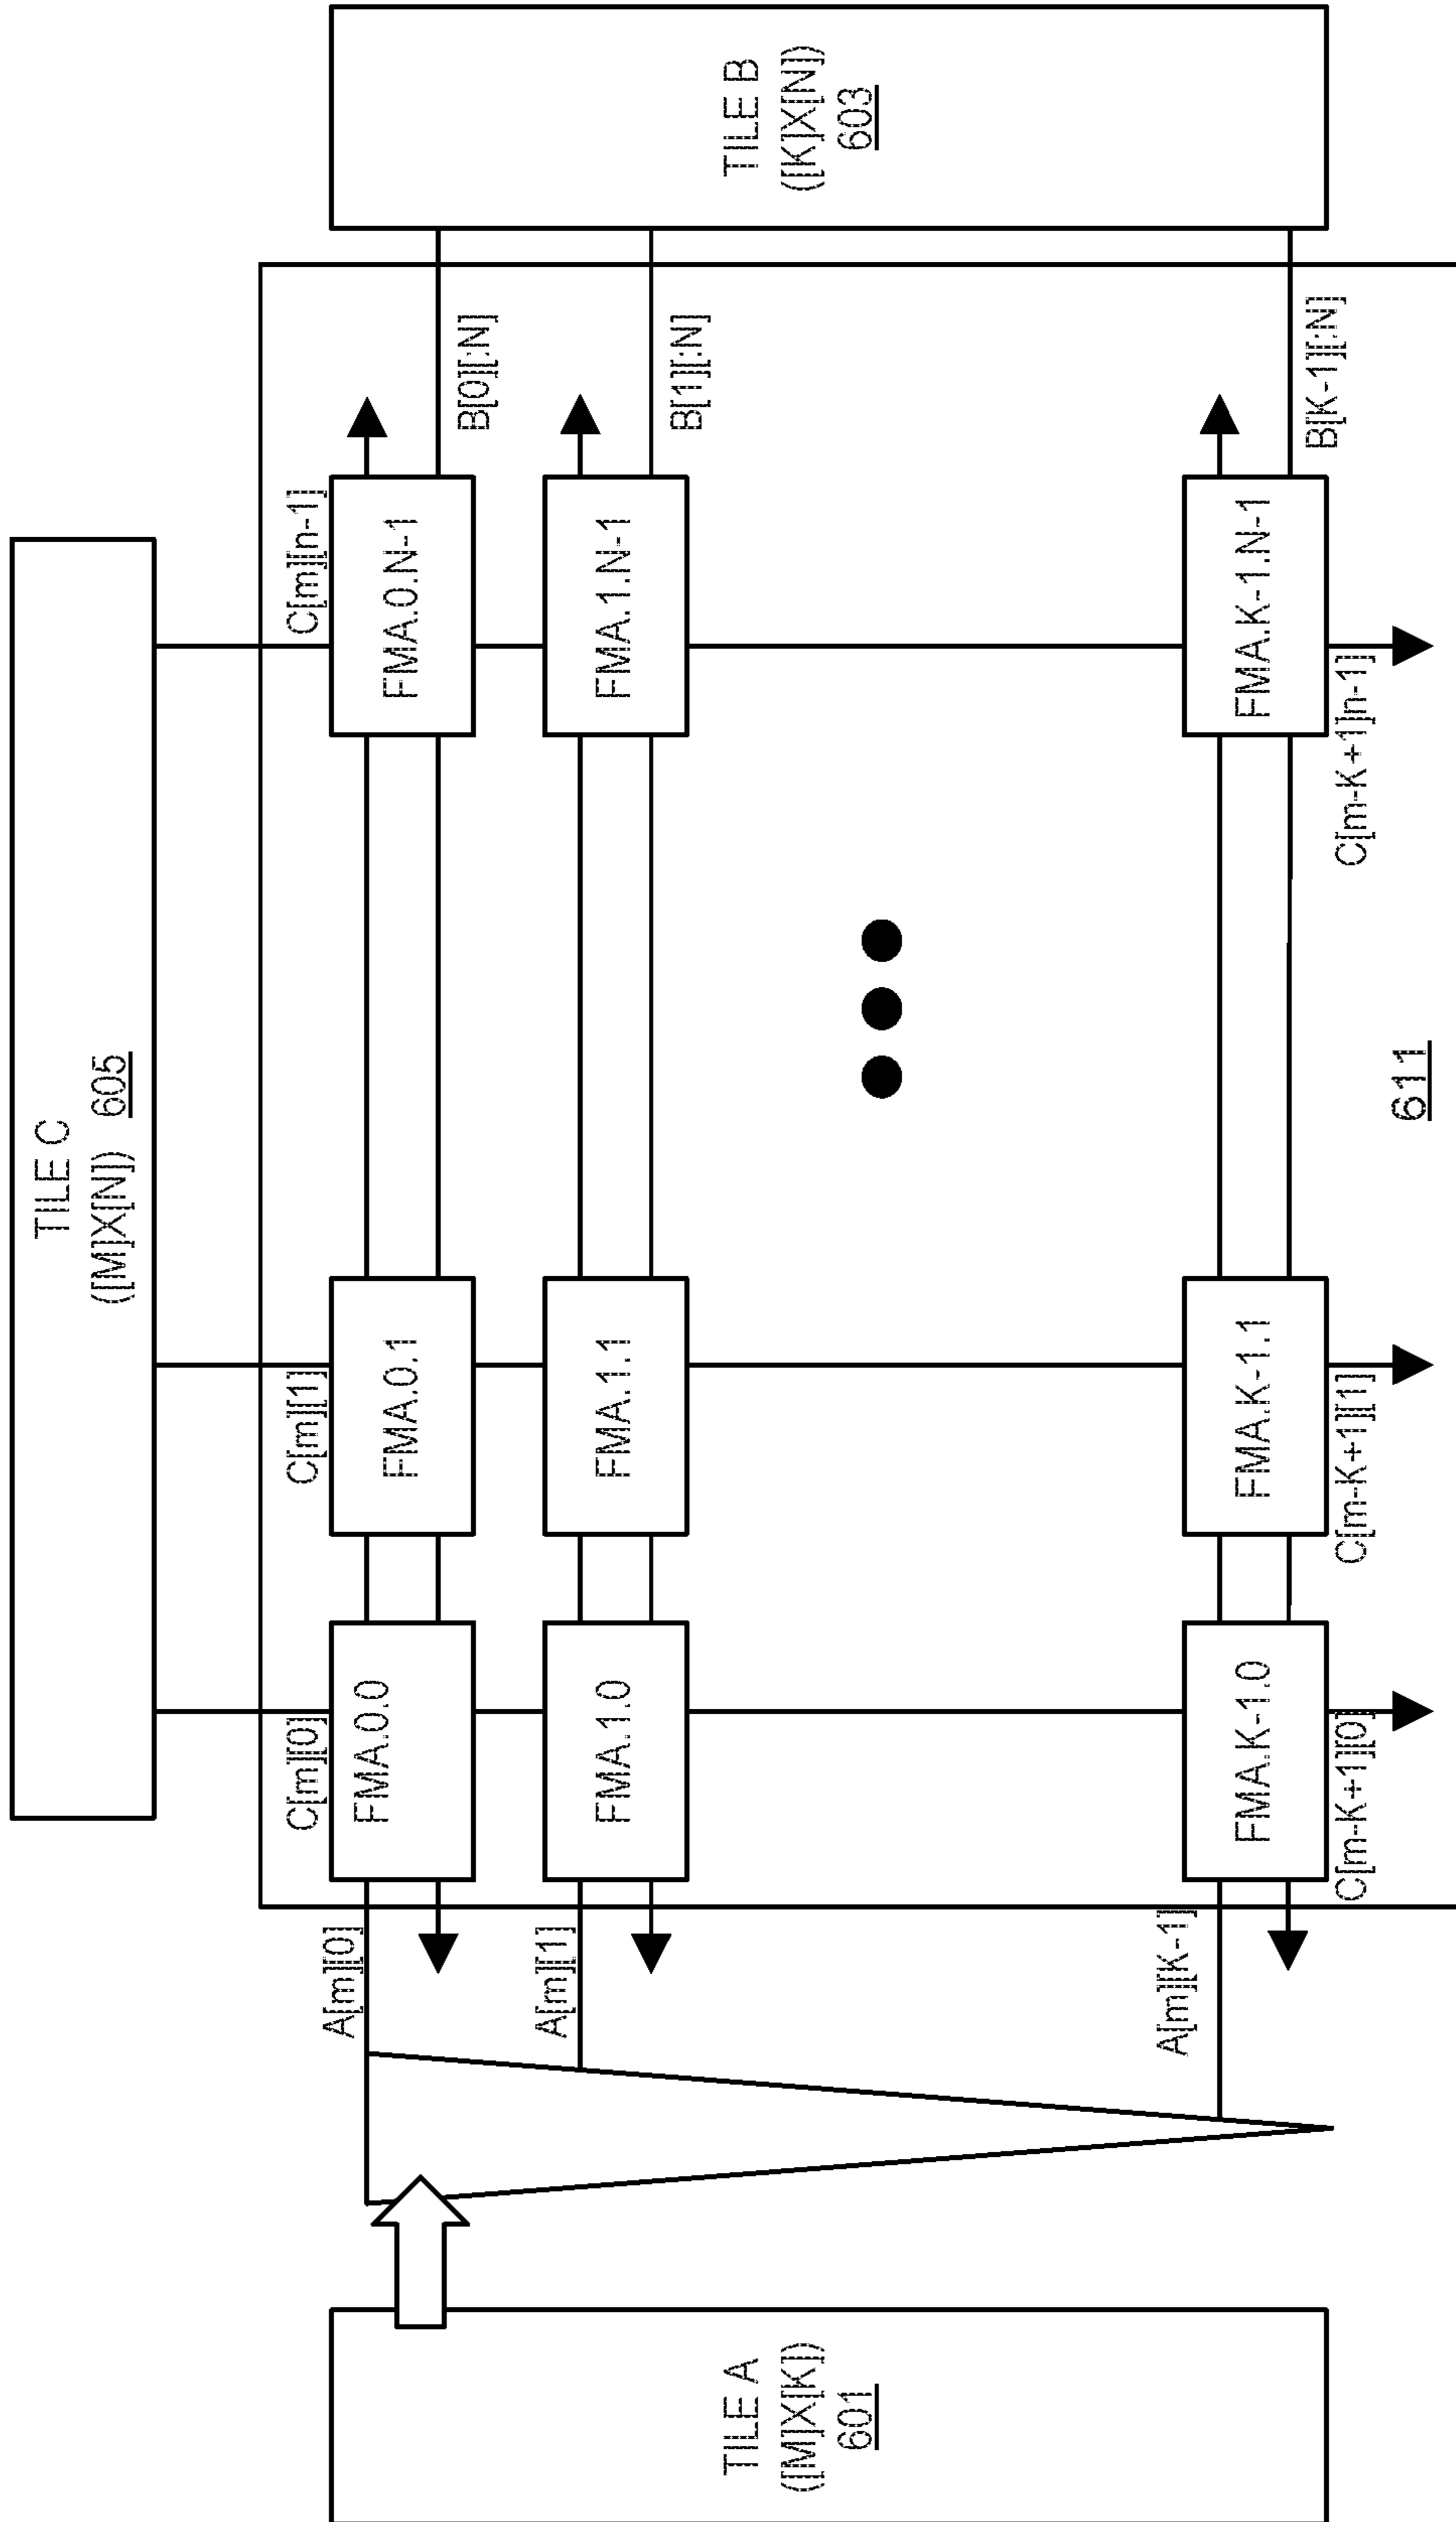 TILE C
([M]X[N]) 605
C[m][0]
C[m][1]
C[m][n-1]
TILE A
([M]X[K])
601
A[m][0]
FMA.0.0
FMA.0.1
FMA.0.N-1
B[0][:N]
A[m][1]
FMA.1.0
FMA.1.1
FMA.1.N-1
B[1][:N]
TILE B
([K]X[N])
603
A[m][K-1]
FMA.K-1.0
FMA.K-1.1
FMA.K-1.N-1
B[K-1][:N]
C[m-K+1][0]
C[m-K+1][1]
C[m-K+1]n-1]
611